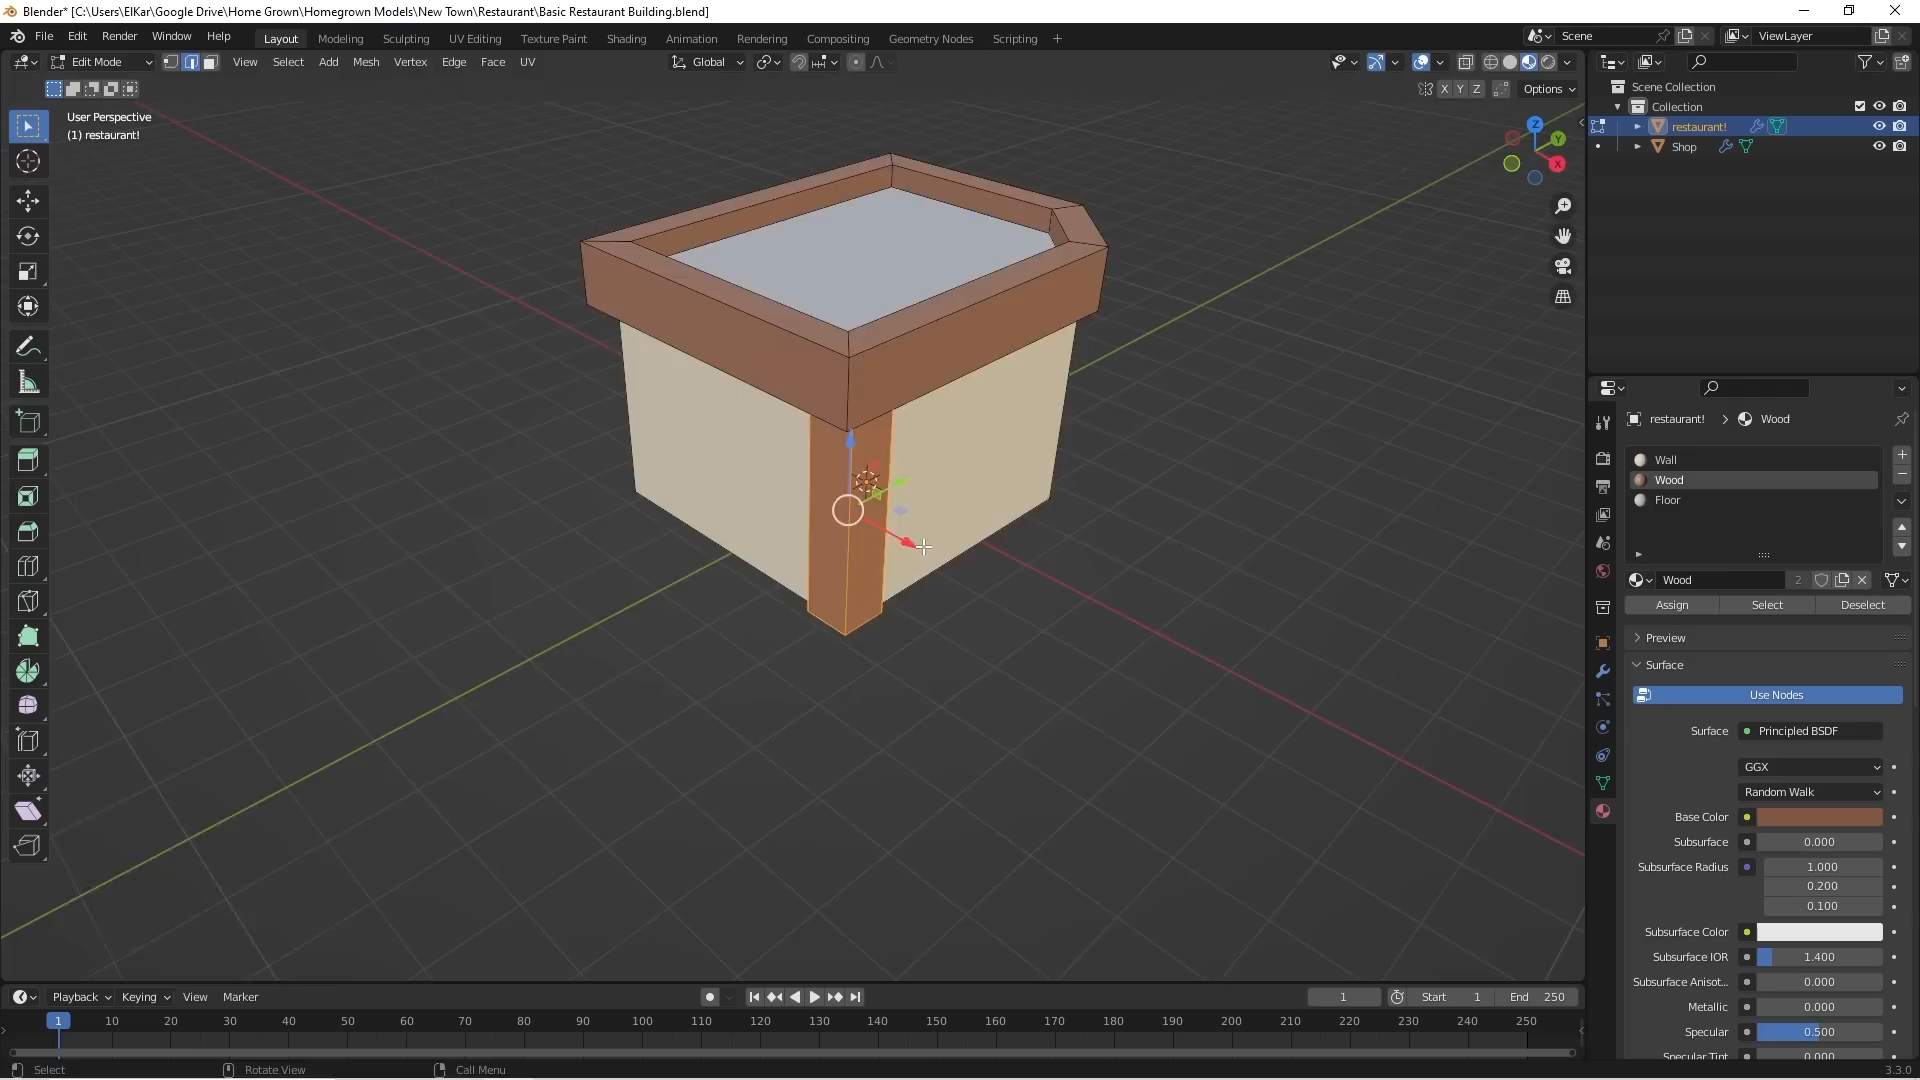 Blender* [C:\Users\ElKar\Google Drive\Home Grown\Homegrown Models\New Town\Restaurant\Basic Restaurant Building.blend]
File Edit Render Window Help Layout Modeling Sculpting UV Editing Texture Paint Shading Animation Rendering Compositing Geometry Nodes Scripting + Scene ViewLayer
Edit Mode View Select Add Mesh Vertex Edge Face UV Global
X Y Z Options
User Perspective
(1) restaurant!
Z
Y
X
Scene Collection
Collection
restaurant!
Shop
restaurant! > Wood
Wall
Wood
Floor
Wood 2
Assign Select Deselect
Preview
Surface
Use Nodes
Surface Principled BSDF
GGX
Random Walk
Base Color
Subsurface 0.000
Subsurface Radius 1.000
0.200
0.100
Subsurface Color
Subsurface IOR 1.400
Subsurface Anisot... 0.000
Metallic 0.000
Specular 0.500
Specular Tint 0.000
Playback Keying View Marker 1 Start 1 End 250
1 10 20 30 40 50 60 70 80 90 100 110 120 130 140 150 160 170 180 190 200 210 220 230 240 250
Select Rotate View Call Menu 3.3.0